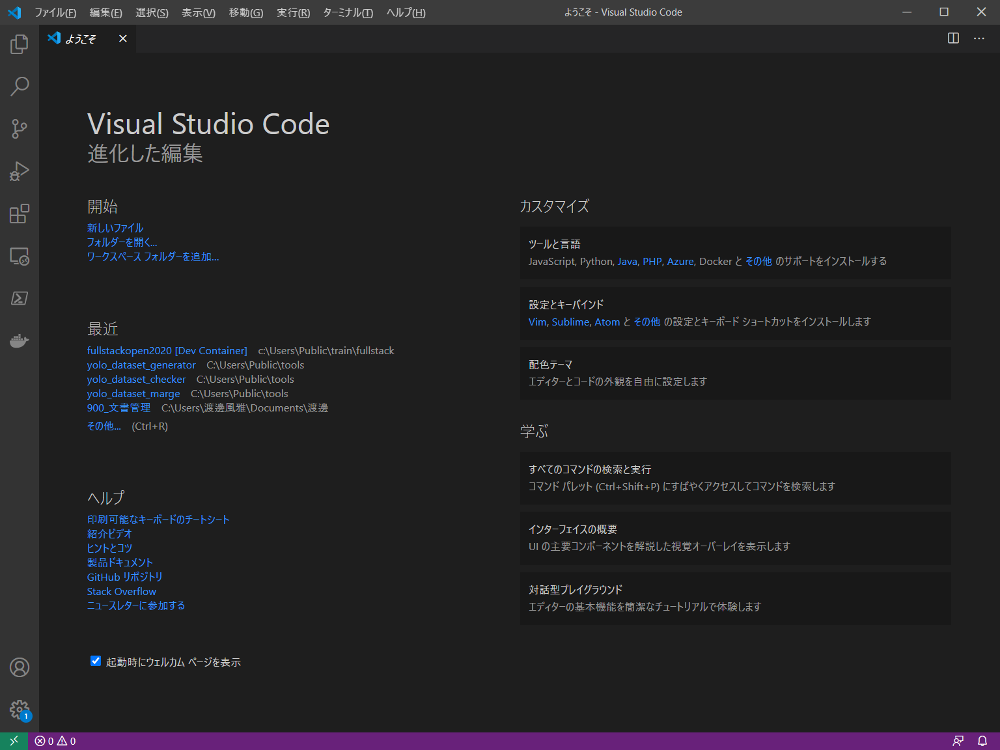 ファイル(F) 編集(E) 選択(S) 表示(V) 移動(G) 実行(R) ターミナル(T) ヘルプ(H) ようこそ - Visual Studio Code
ようこそ
Visual Studio Code
進化した編集
開始
新しいファイル
フォルダーを開く...
ワークスペース フォルダーを追加...
最近
fullstackopen2020 [Dev Container] c:\Users\Public\train\fullstack
yolo_dataset_generator C:\Users\Public\tools
yolo_dataset_checker C:\Users\Public\tools
yolo_dataset_marge C:\Users\Public\tools
900_文書管理 C:\Users\渡邊風雅\Documents\渡邊
その他... (Ctrl+R)
ヘルプ
印刷可能なキーボードのチートシート
紹介ビデオ
ヒントとコツ
製品ドキュメント
GitHub リポジトリ
Stack Overflow
ニュースレターに参加する
起動時にウェルカム ページを表示
カスタマイズ
ツールと言語
JavaScript, Python, Java, PHP, Azure, Docker と その他 のサポートをインストールする
設定とキーバインド
Vim, Sublime, Atom と その他 の設定とキーボード ショートカットをインストールします
配色テーマ
エディターとコードの外観を自由に設定します
学ぶ
すべてのコマンドの検索と実行
コマンド パレット (Ctrl+Shift+P) にすばやくアクセスしてコマンドを検索します
インターフェイスの概要
UI の主要コンポーネントを解説した視覚オーバーレイを表示します
対話型プレイグラウンド
エディターの基本機能を簡潔なチュートリアルで体験します
1
0 0